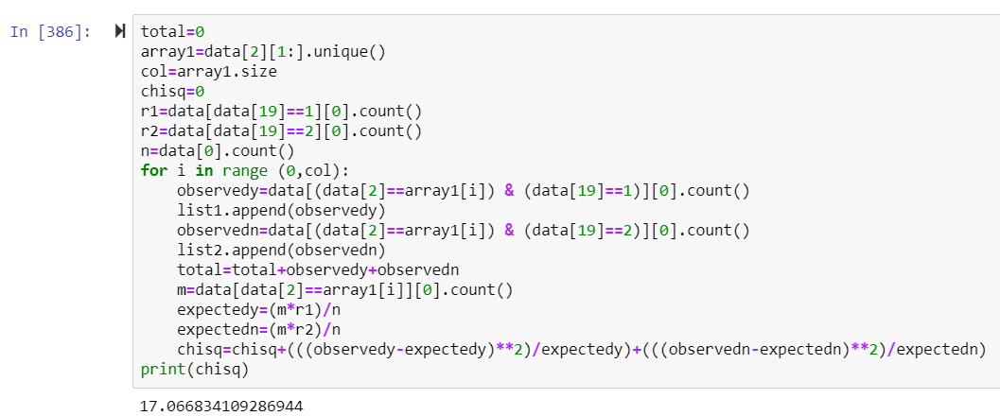 In [386]:
total=0
array1=data[2][1:].unique()
col=array1.size
chisq=0
r1=data[data[19]==1][0].count()
r2=data[data[19]==2][0].count()
n=data[0].count()
for i in range (0,col):
    observedy=data[(data[2]==array1[i]) & (data[19]==1)][0].count()
    list1.append(observedy)
    observedn=data[(data[2]==array1[i]) & (data[19]==2)][0].count()
    list2.append(observedn)
    total=total+observedy+observedn
    m=data[data[2]==array1[i]][0].count()
    expectedy=(m*r1)/n
    expectedn=(m*r2)/n
    chisq=chisq+(((observedy-expectedy)**2)/expectedy)+(((observedn-expectedn)**2)/expectedn)
print(chisq)
17.066834109286944